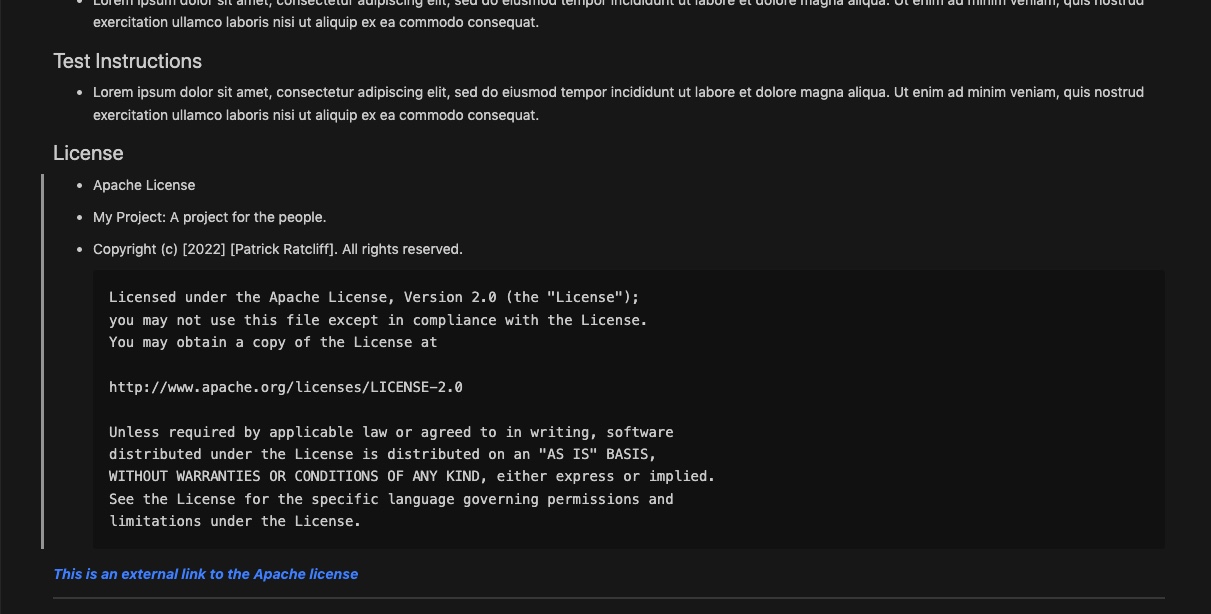 Lorem ipsum dolor sit amet, consectetur adipiscing elit, sed do eiusmod tempor incididunt ut labore et dolore magna aliqua. Ut enim ad minim veniam, quis nostrud
exercitation ullamco laboris nisi ut aliquip ex ea commodo consequat.
Test Instructions
• Lorem ipsum dolor sit amet, consectetur adipiscing elit, sed do eiusmod tempor incididunt ut labore et dolore magna aliqua. Ut enim ad minim veniam, quis nostrud
exercitation ullamco laboris nisi ut aliquip ex ea commodo consequat.
License
• Apache License
• My Project: A project for the people.
• Copyright (c) [2022] [Patrick Ratcliff]. All rights reserved.
Licensed under the Apache License, Version 2.0 (the "License");
you may not use this file except in compliance with the License.
You may obtain a copy of the License at
http://www.apache.org/licenses/LICENSE-2.0
Unless required by applicable law or agreed to in writing, software
distributed under the License is distributed on an "AS IS" BASIS,
WITHOUT WARRANTIES OR CONDITIONS OF ANY KIND, either express or implied.
See the License for the specific language governing permissions and
limitations under the License.
This is an external link to the Apache license